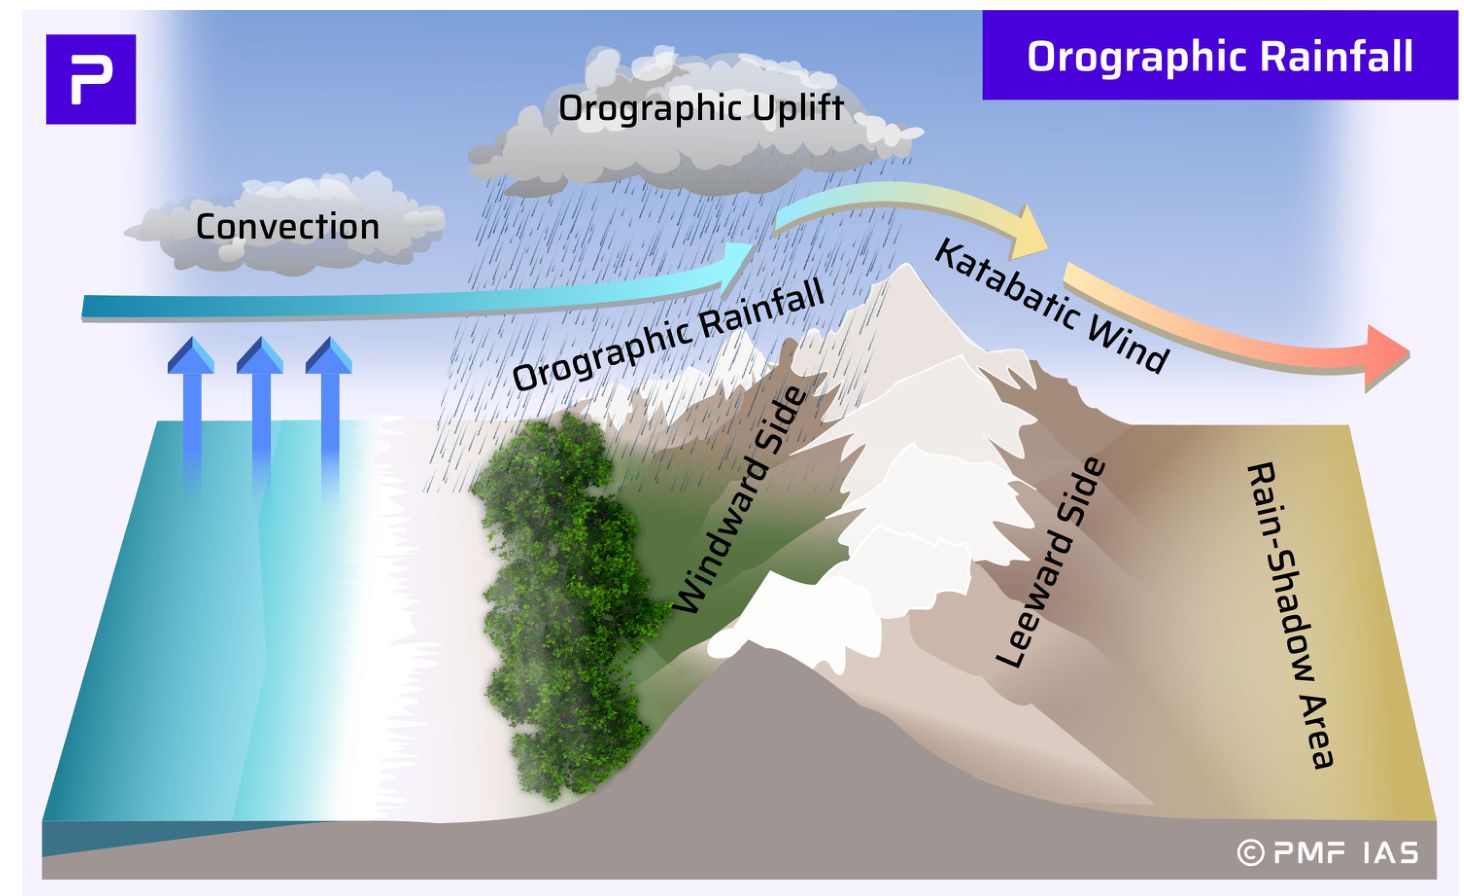 P
Orographic Rainfall
Orographic Uplift
Convection
Katabatic Wind
Orographic Rainfall
Windward Side
Leeward Side
Rain-Shadow Area
© PMF IAS